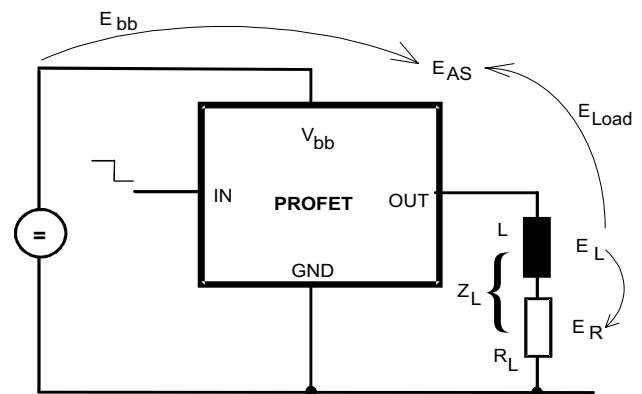 E bb
E AS
E Load
V bb
IN
PROFET
OUT
=
L
E L
GND
Z L
{
E R
R L